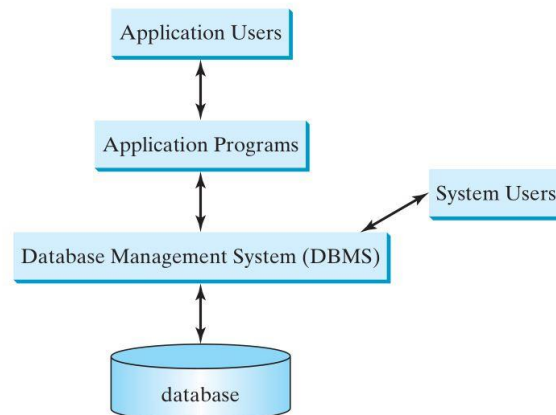 Application Users
Application Programs
System Users
Database Management System (DBMS)
database